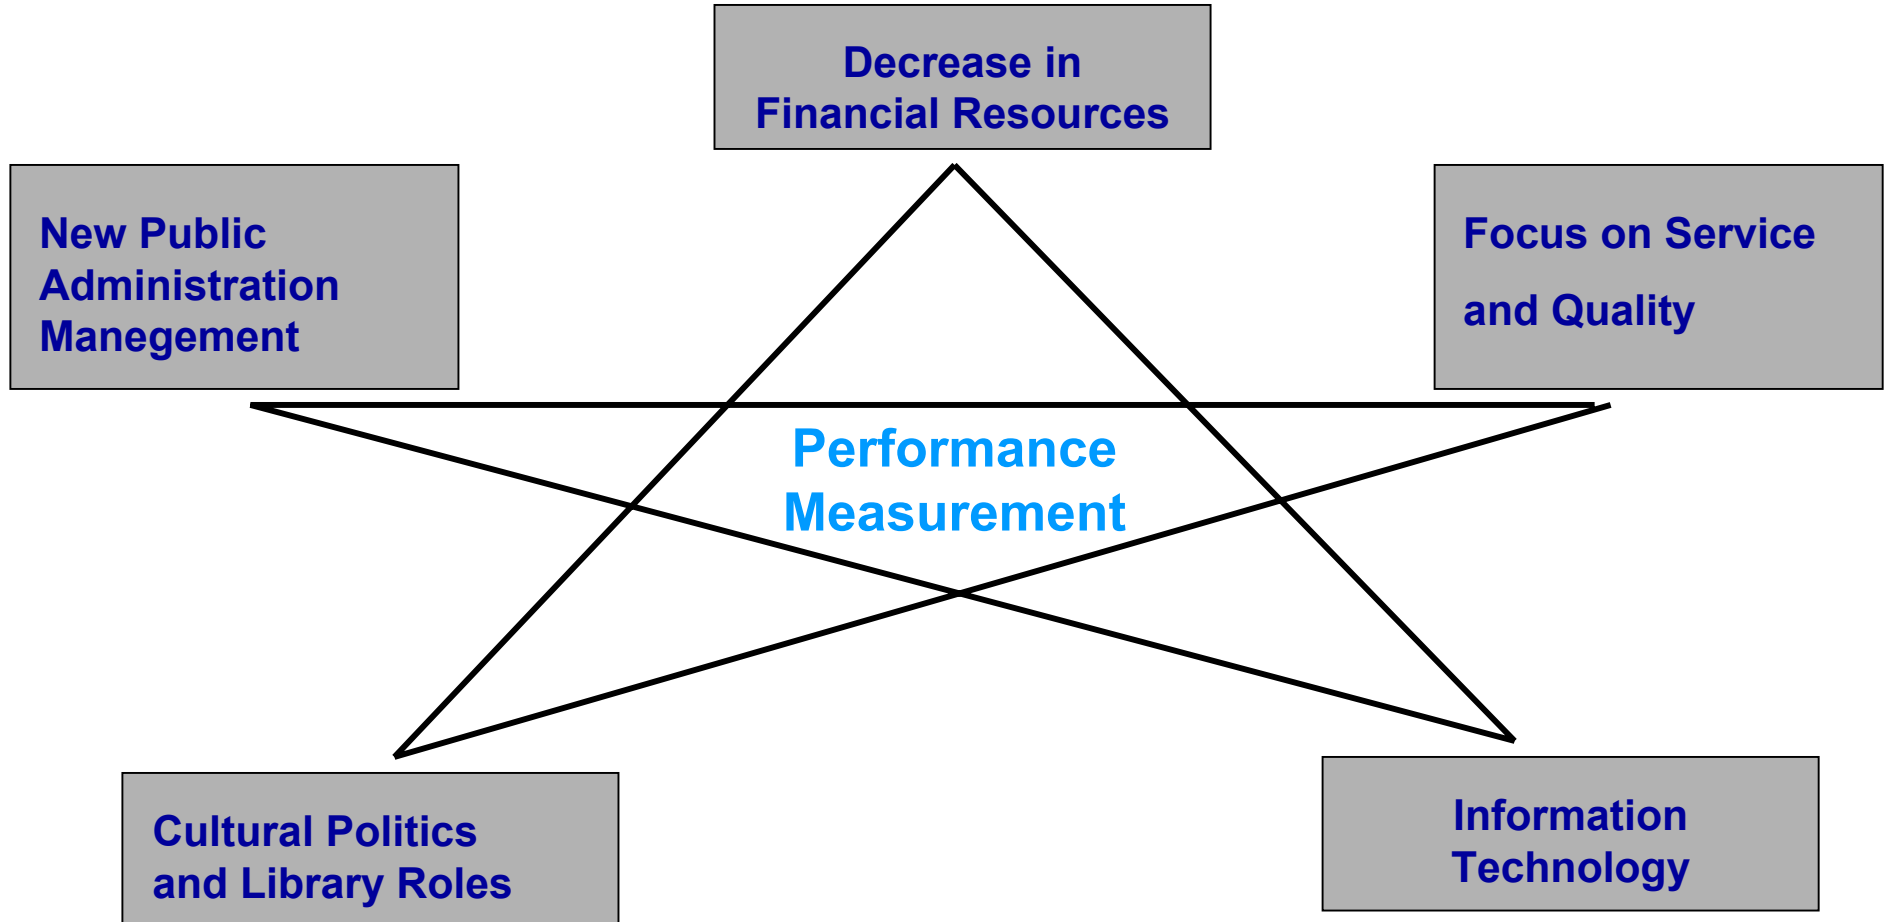 Decrease in
Financial Resources
New Public
Administration
Manegement
Focus on Service
and Quality
Performance
Measurement
Cultural Politics
and Library Roles
Information
Technology